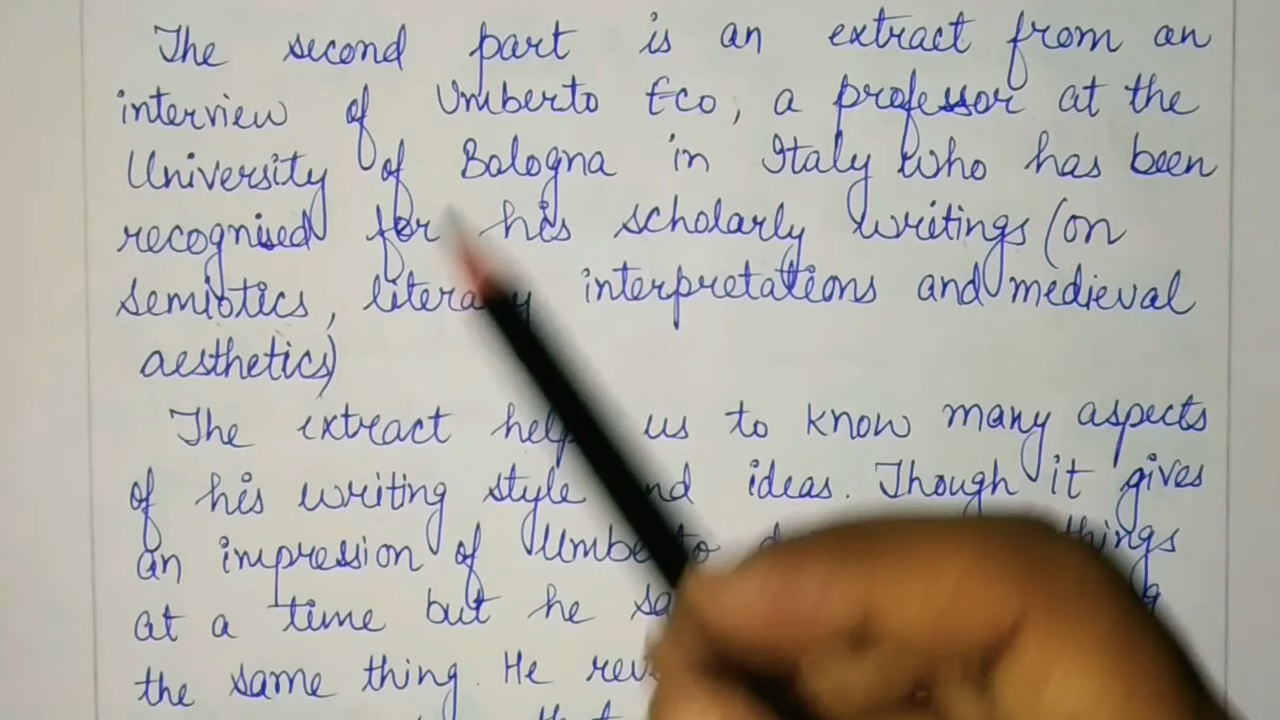 The second part is an extract from an
interview of Umberto Eco, a professor at the
University of Bologna in Italy who has been
recognised for his scholarly writings (on
semiotics, literary interpretations and medieval
aesthetics)
The extract us to know many aspects
of his writing style and ideas. Though it gives
an impression of Umberto things
at a time but he
the same thing. He